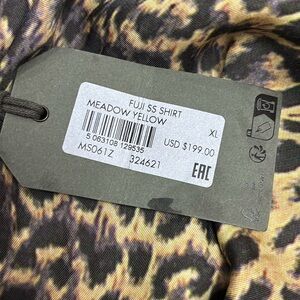 FUJI SS SHIRT
MEADOW YELLOW
XL
5 063108 129535
USD $199.00
MS061Z 324621
EAC